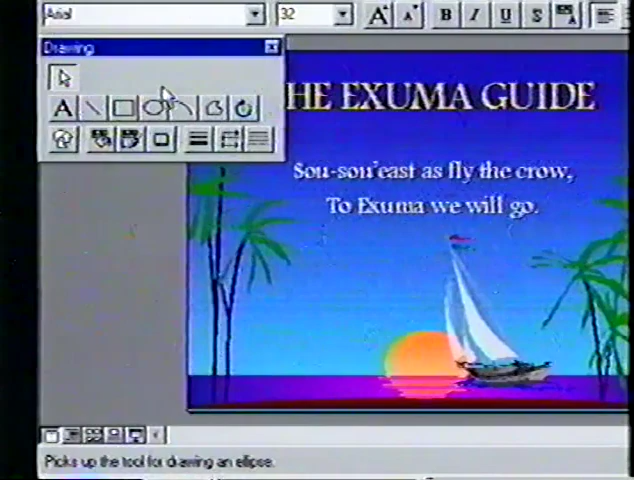 Arial 32 A A B I U S A
Drawing
A
HE EXUMA GUIDE
Sou-sou'east as fly the crow,
To Exuma we will go.
Picks up the tool for drawing an ellipse.